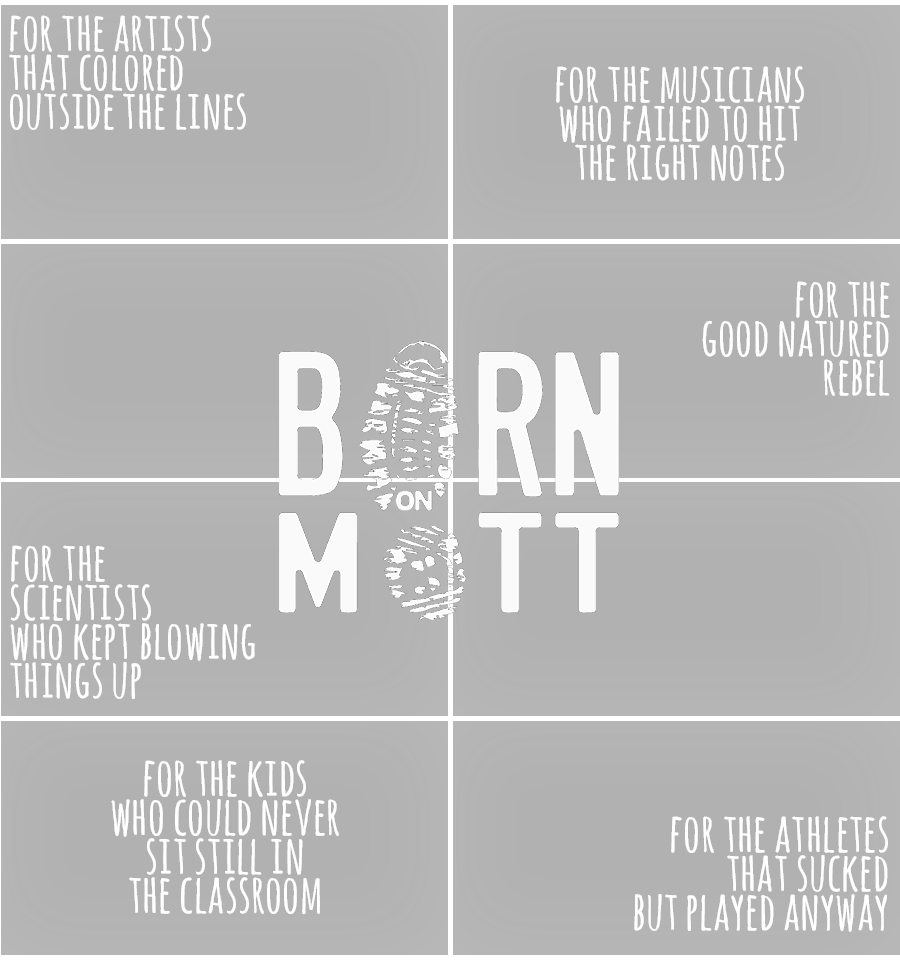 FOR THE ARTISTS
THAT COLORED
OUTSIDE THE LINES
FOR THE MUSICIANS
WHO FAILED TO HIT
THE RIGHT NOTES
FOR THE
GOOD NATURED
REBEL
BORN
ON
MOTT
FOR THE
SCIENTISTS
WHO KEPT BLOWING
THINGS UP
FOR THE KIDS
WHO COULD NEVER
SIT STILL IN
THE CLASSROOM
FOR THE ATHLETES
THAT SUCKED
BUT PLAYED ANYWAY